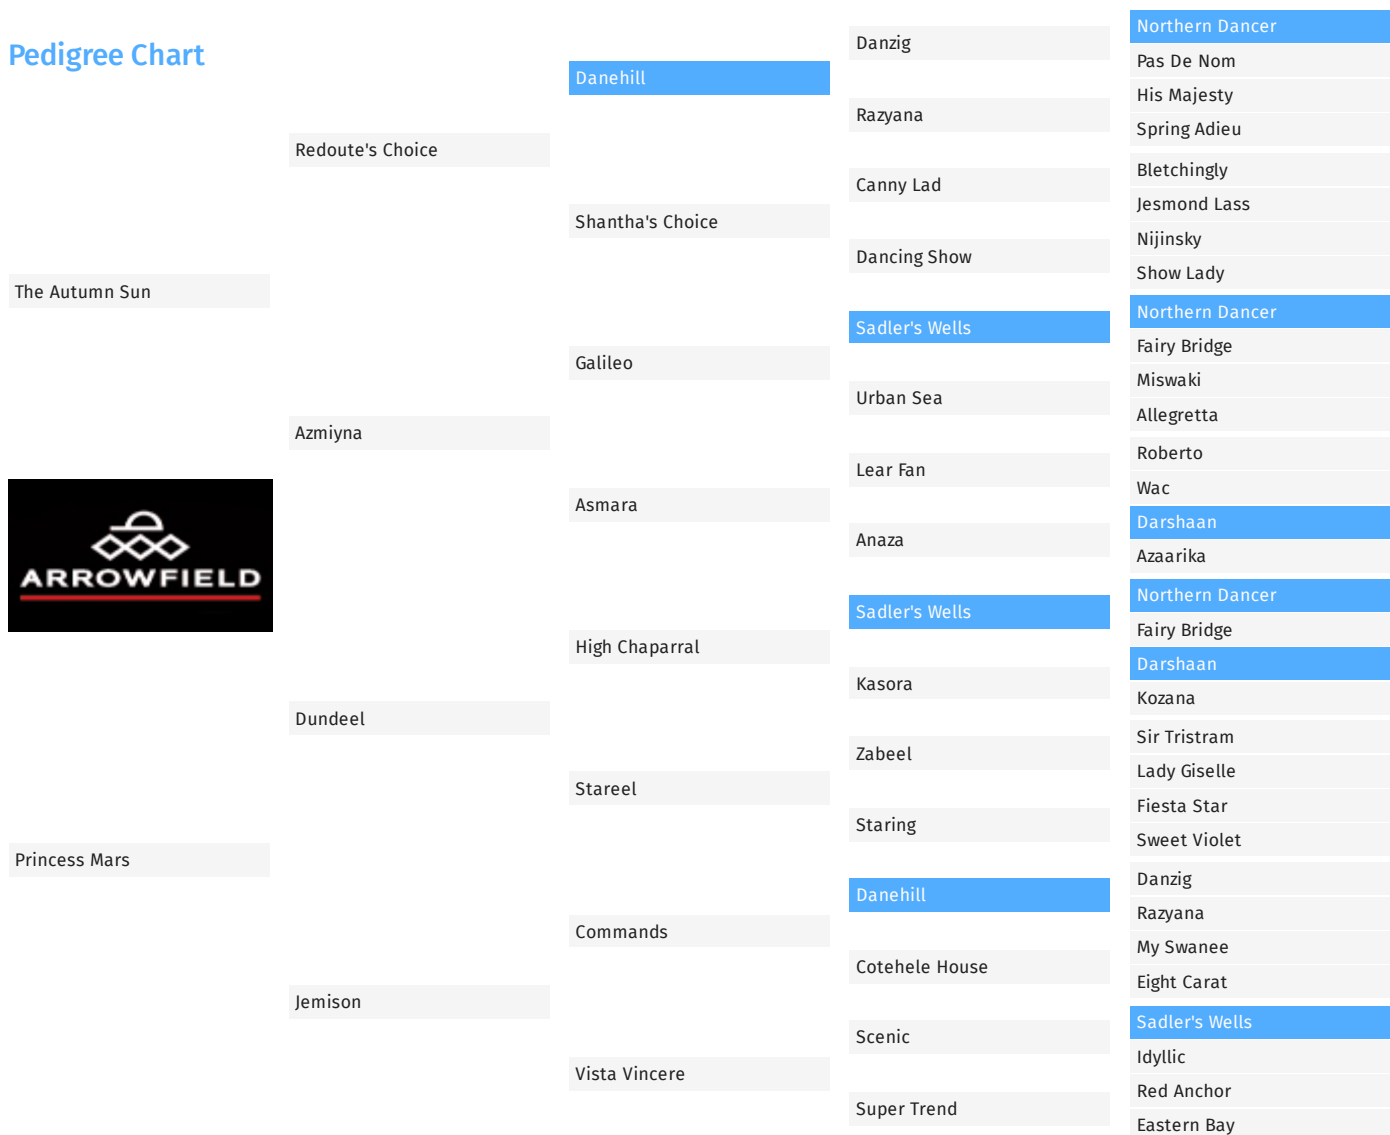 Pedigree Chart
The Autumn Sun
ARROWFIELD
Princess Mars
Redoute's Choice
Azmiyna
Dundeel
Jemison
Danehill
Shantha's Choice
Galileo
Asmara
High Chaparral
Stareel
Commands
Vista Vincere
Danzig
Razyana
Canny Lad
Dancing Show
Sadler's Wells
Urban Sea
Lear Fan
Anaza
Sadler's Wells
Kasora
Zabeel
Staring
Danehill
Cotehele House
Scenic
Super Trend
Northern Dancer
Pas De Nom
His Majesty
Spring Adieu
Bletchingly
Jesmond Lass
Nijinsky
Show Lady
Northern Dancer
Fairy Bridge
Miswaki
Allegretta
Roberto
Wac
Darshaan
Azaarika
Northern Dancer
Fairy Bridge
Darshaan
Kozana
Sir Tristram
Lady Giselle
Fiesta Star
Sweet Violet
Danzig
Razyana
My Swanee
Eight Carat
Sadler's Wells
Idyllic
Red Anchor
Eastern Bay